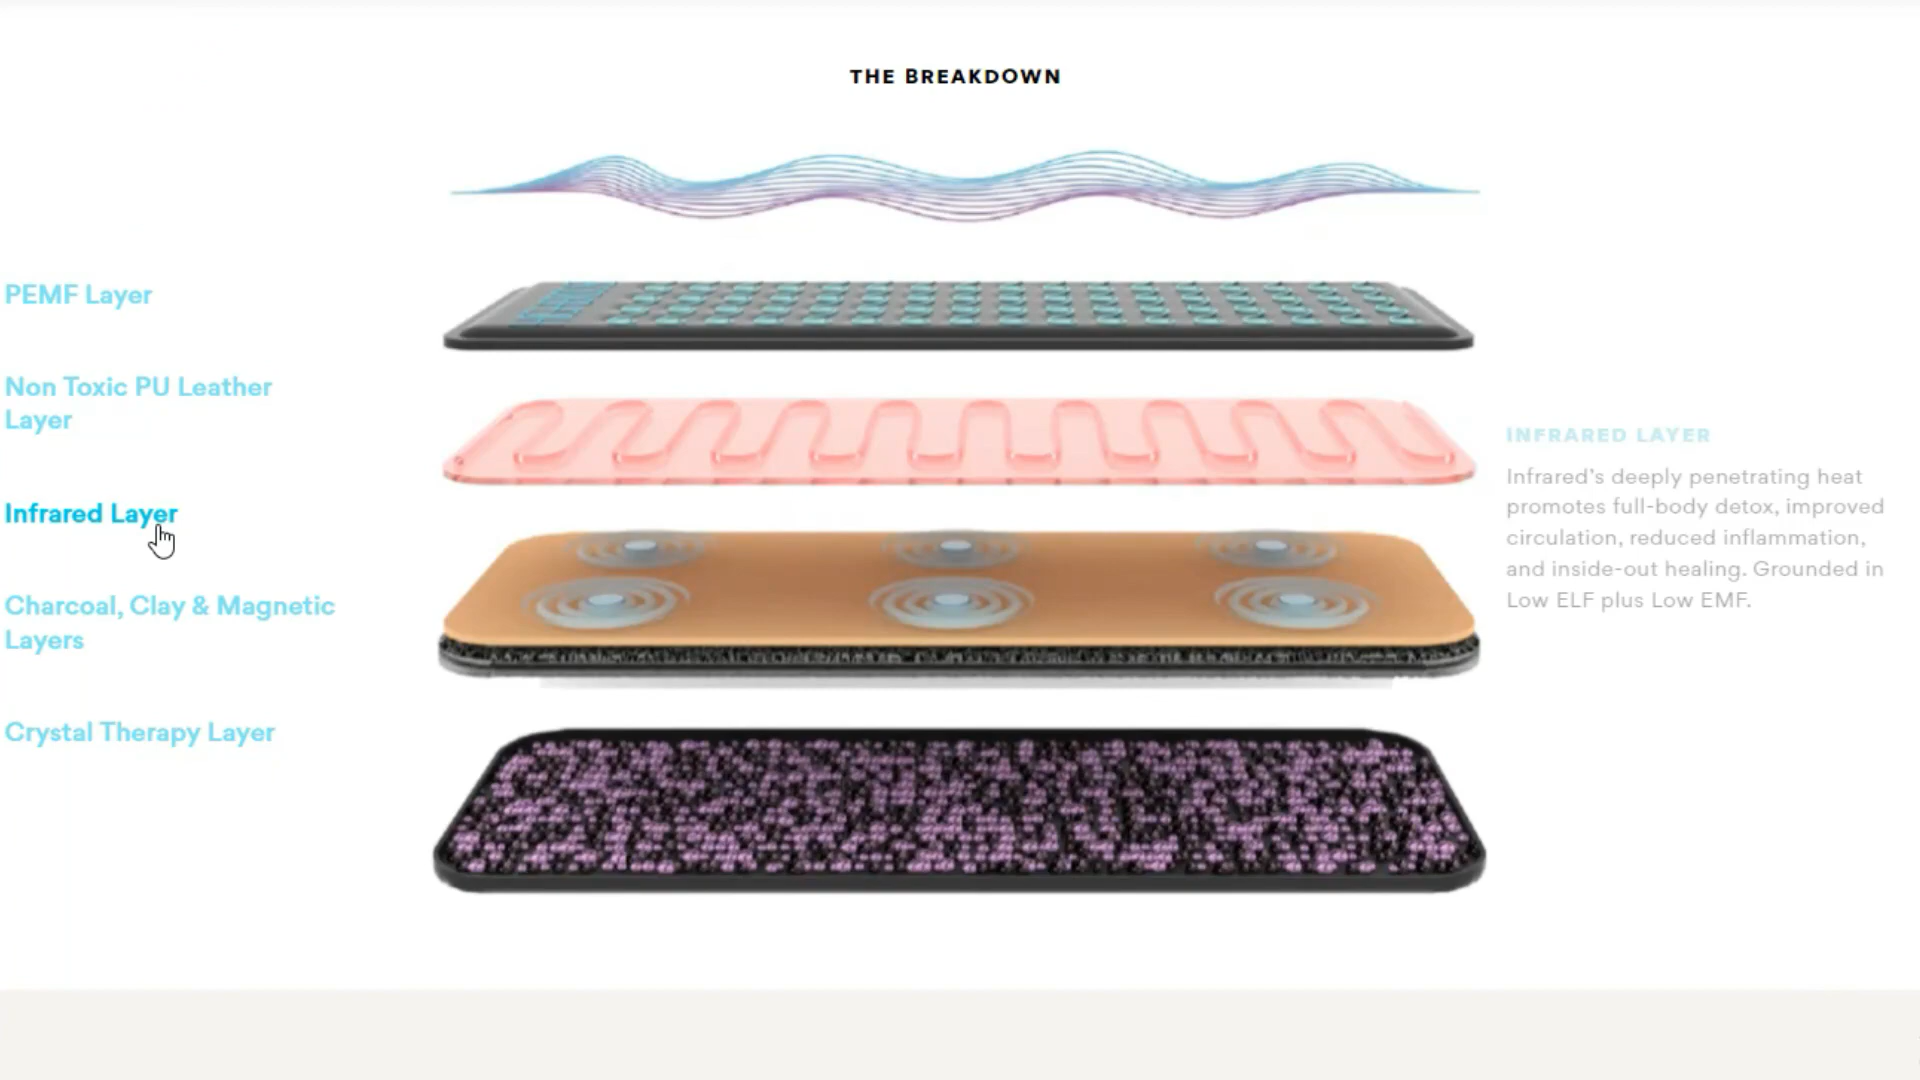 THE BREAKDOWN
PEMF Layer
Non Toxic PU Leather
Layer
Infrared Layer
Charcoal, Clay & Magnetic
Layers
Crystal Therapy Layer
INFRARED LAYER
Infrared's deeply penetrating heat
promotes full-body detox, improved
circulation, reduced inflammation,
and inside-out healing. Grounded in
Low ELF plus Low EMF.